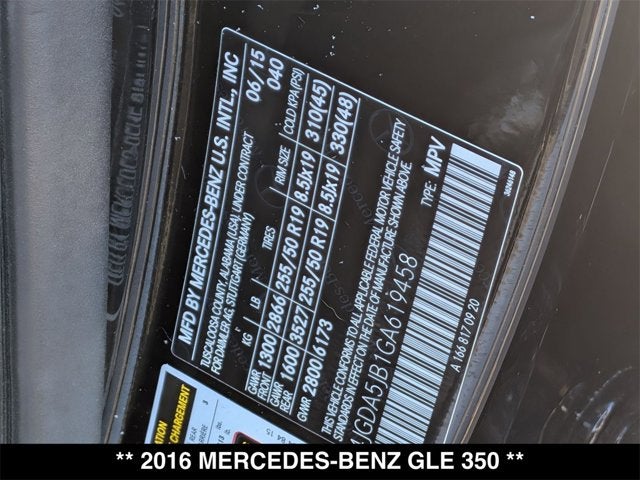 MFD BY MERCEDES-BENZ U.S. INTL., INC
TUSCALOOSA COUNTY, ALABAMA (USA), UNDER CONTRACT
FOR DAIMLER AG, STUTTGART (GERMANY)
06/15
040
KG LB TIRES RIM SIZE COLD KPA(PSI)
GAWR FRONT 1300 2866 255/50 R19 8.5Jx19 310(45)
GAWR REAR 1600 3527 255/50 R19 8.5Jx19 330(48)
GWR 2800 6173
THIS VEHICLE CONFORMS TO ALL APPLICABLE FEDERAL MOTOR VEHICLE SAFETY
STANDARDS IN EFFECT ON THE DATE OF MANUFACTURE SHOWN ABOVE.
GDA5JB1GA619458
TYPE: MPV
A 166 817 09 20
CHARGEMENT
REAR
** 2016 MERCEDES-BENZ GLE 350 **